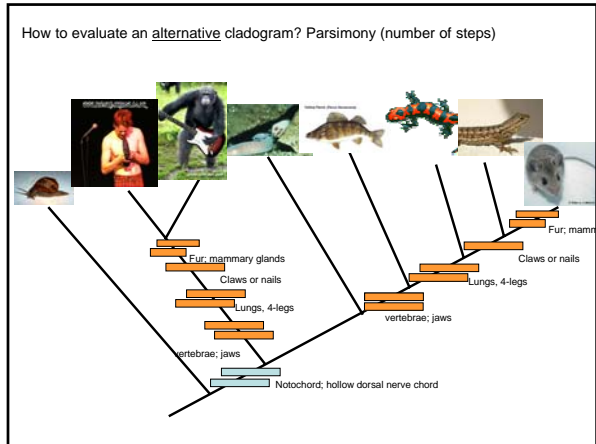 How to evaluate an alternative cladogram? Parsimony (number of steps)
Fur; mammary glands
Claws or nails
Lungs, 4-legs
vertebrae; jaws
Fur; mamm
Claws or nails
Lungs, 4-legs
vertebrae; jaws
Notochord; hollow dorsal nerve chord